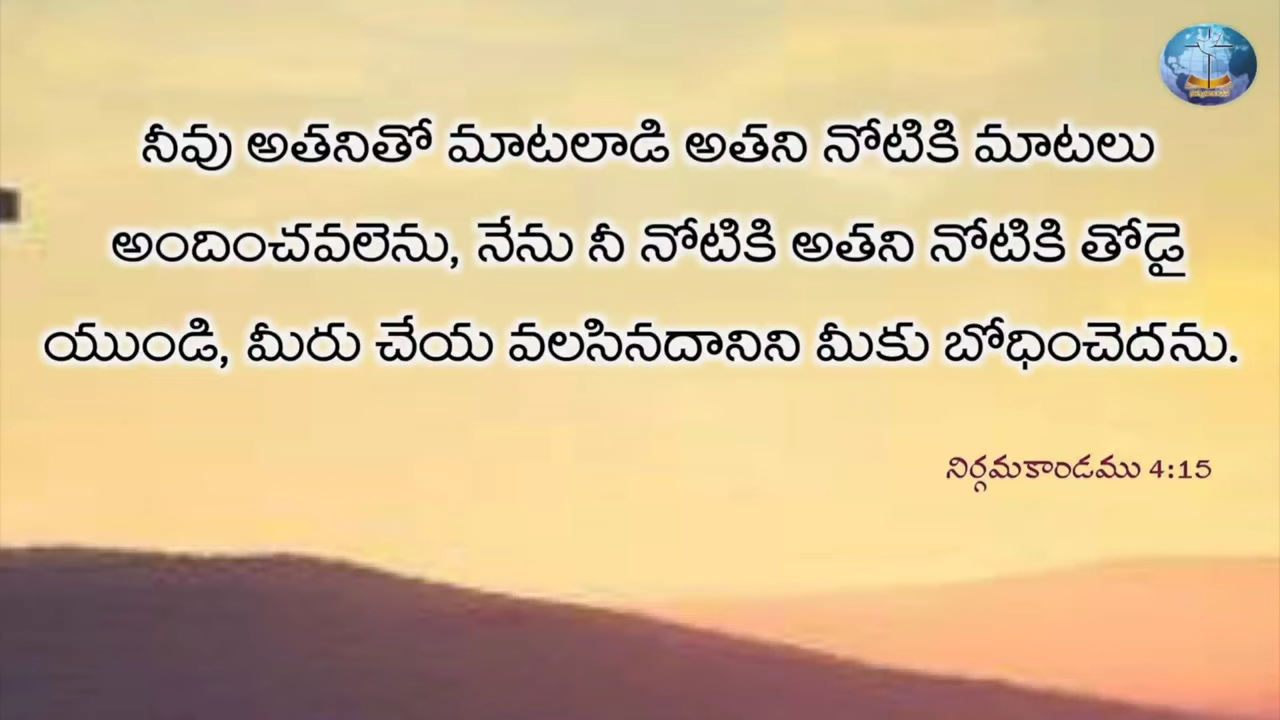 నీవు అతనితో మాటలాడి అతని నోటికి మాటలు
అందించవలెను, నేను నీ నోటికి అతని నోటికి తోడై
యుండి, మీరు చేయ వలసినదానిని మీకు బోధించెదను.
నిర్గమకాండము 4:15